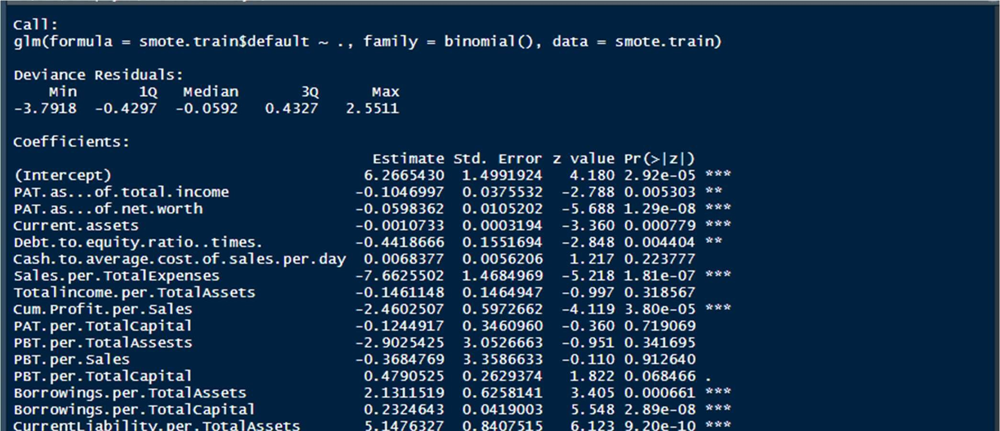 Call:
glm(formula = smote.train$default ~ ., family = binomial(), data = smote.train)
Deviance Residuals:
Min 1Q Median 3Q Max
-3.7918 -0.4297 -0.0592 0.4327 2.5511
Coefficients:
Estimate Std. Error z value Pr(>|z|)
(Intercept) 6.2665430 1.4991924 4.180 2.92e-05 ***
PAT.as...of.total.income -0.1046997 0.0375532 -2.788 0.005303 **
PAT.as...of.net.worth -0.0598362 0.0105202 -5.688 1.29e-08 ***
Current.assets -0.0010733 0.0003194 -3.360 0.000779 ***
Debt.to.equity.ratio..times. -0.4418666 0.1551694 -2.848 0.004404 **
Cash.to.average.cost.of.sales.per.day 0.0068377 0.0056206 1.217 0.223777
Sales.per.TotalExpenses -7.6625502 1.4684969 -5.218 1.81e-07 ***
Totalincome.per.TotalAssets -0.1461148 0.1464947 -0.997 0.318567
Cum.Profit.per.Sales -2.4602507 0.5972662 -4.119 3.80e-05 ***
PAT.per.TotalCapital -0.1244917 0.3460960 -0.360 0.719069
PBT.per.TotalAssests -2.9025425 3.0526663 -0.951 0.341695
PBT.per.Sales -0.3684769 3.3586633 -0.110 0.912640
PBT.per.TotalCapital 0.4790525 0.2629374 1.822 0.068466 .
Borrowings.per.TotalAssets 2.1311519 0.6258141 3.405 0.000661 ***
Borrowings.per.TotalCapital 0.2324643 0.0419003 5.548 2.89e-08 ***
CurrentLiability.per.TotalAssets 5.1476327 0.8407515 6.123 9.20e-10 ***